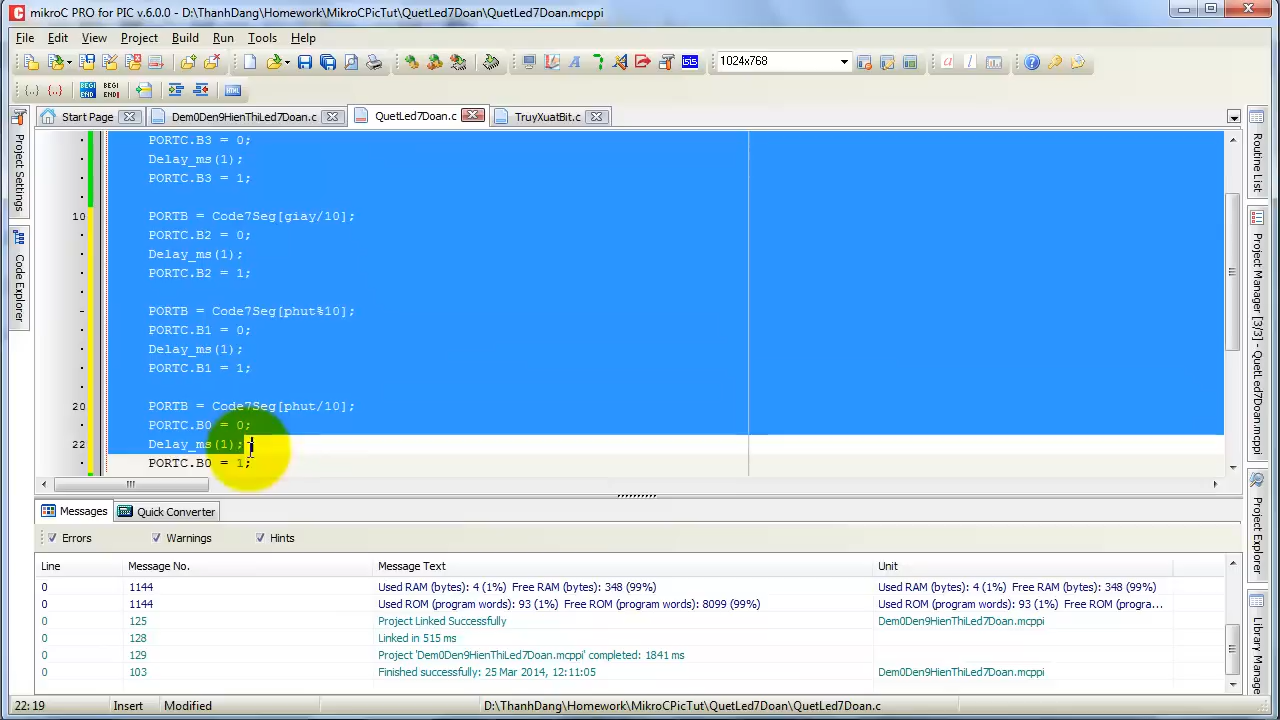 mikroC PRO for PIC v.6.0.0 - D:\ThanhDang\Homework\MikroCPicTut\QuetLed7Doan\QuetLed7Doan.mcppi
File Edit View Project Build Run Tools Help
1024x768
Start Page Dem0Den9HienThiLed7Doan.c QuetLed7Doan.c TruyXuatBit.c
PORTC.B3 = 0;
Delay_ms(1);
PORTC.B3 = 1;
10 PORTB = Code7Seg[giay/10];
PORTC.B2 = 0;
Delay_ms(1);
PORTC.B2 = 1;
PORTB = Code7Seg[phut%10];
PORTC.B1 = 0;
Delay_ms(1);
PORTC.B1 = 1;
20 PORTB = Code7Seg[phut/10];
PORTC.B0 = 0;
22 Delay_ms(1);
PORTC.B0 = 1;
Project Settings
Code Explorer
Routine List
Project Manager [3/3] - QuetLed7Doan.mcppi
Project Explorer
Library Manager
Messages Quick Converter
Errors Warnings Hints
Line Message No. Message Text Unit
0 1144 Used RAM (bytes): 4 (1%) Free RAM (bytes): 348 (99%) Used RAM (bytes): 4 (1%) Free RAM (bytes): 348 (99%)
0 1144 Used ROM (program words): 93 (1%) Free ROM (program words): 8099 (99%) Used ROM (program words): 93 (1%) Free ROM (progra...
0 125 Project Linked Successfully Dem0Den9HienThiLed7Doan.mcppi
0 128 Linked in 515 ms
0 129 Project 'Dem0Den9HienThiLed7Doan.mcppi' completed: 1841 ms
0 103 Finished successfully: 25 Mar 2014, 12:11:05 Dem0Den9HienThiLed7Doan.mcppi
22:19 Insert Modified D:\ThanhDang\Homework\MikroCPicTut\QuetLed7Doan\QuetLed7Doan.c